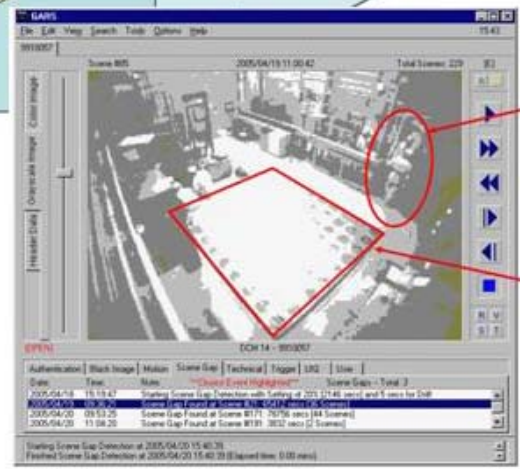 GARS
File Edit View Search Tools Options Help
15:43
9910057
Scene #85 2005/04/19 11:00:42 Total Scenes: 229
Color Image
Grayscale Image
Header Data
N V
S T
[OPEN] DCM 14 - 9910057
Authentication Black Image Motion Scene Gap Technical Trigger User
Date: Time: Note: **Closest Event Highlighted** Scene Gaps - Total: 3
2005/04/18 15:19:47 Starting Scene Gap Detection with Setting at 20% [2146 secs] and 5 secs for Drift
2005/04/20 09:53:25 Scene Gap Found at Scene #171: 78756 secs [44 Scenes]
2005/04/20 11:04:20 Scene Gap Found at Scene #191: 3832 secs [2 Scenes]
Starting Scene Gap Detection at 2005/04/20 15:40:39
Finished Scene Gap Detection at 2005/04/20 15:40:39 (Elapsed time: 0.00 mins)